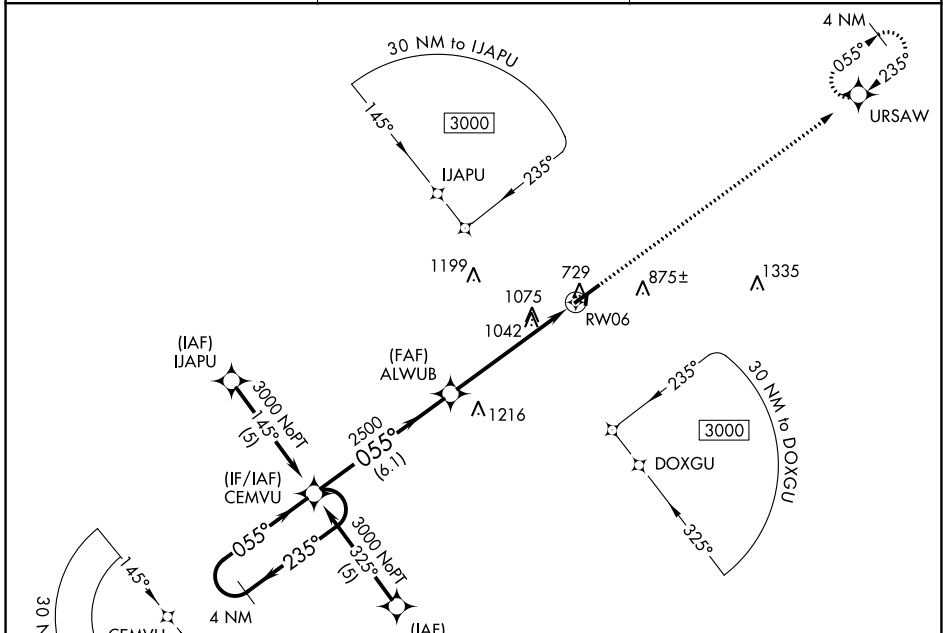 4 NM
055°
235°
URSAW
30 NM to IJAPU
145°
3000
IJAPU
235°
1199
729
875±
1335
1075
1042
RW06
(IAF)
IJAPU
(FAF)
ALWUB
3000 NoPT
145°
(5)
2500
055°
(6.1)
1216
235°
30 NM to DOXGU
3000
DOXGU
325°
(IF/IAF)
CEMVU
055°
235°
3000 NoPT
325°
(5)
4 NM
145°
30 N
(IAF)